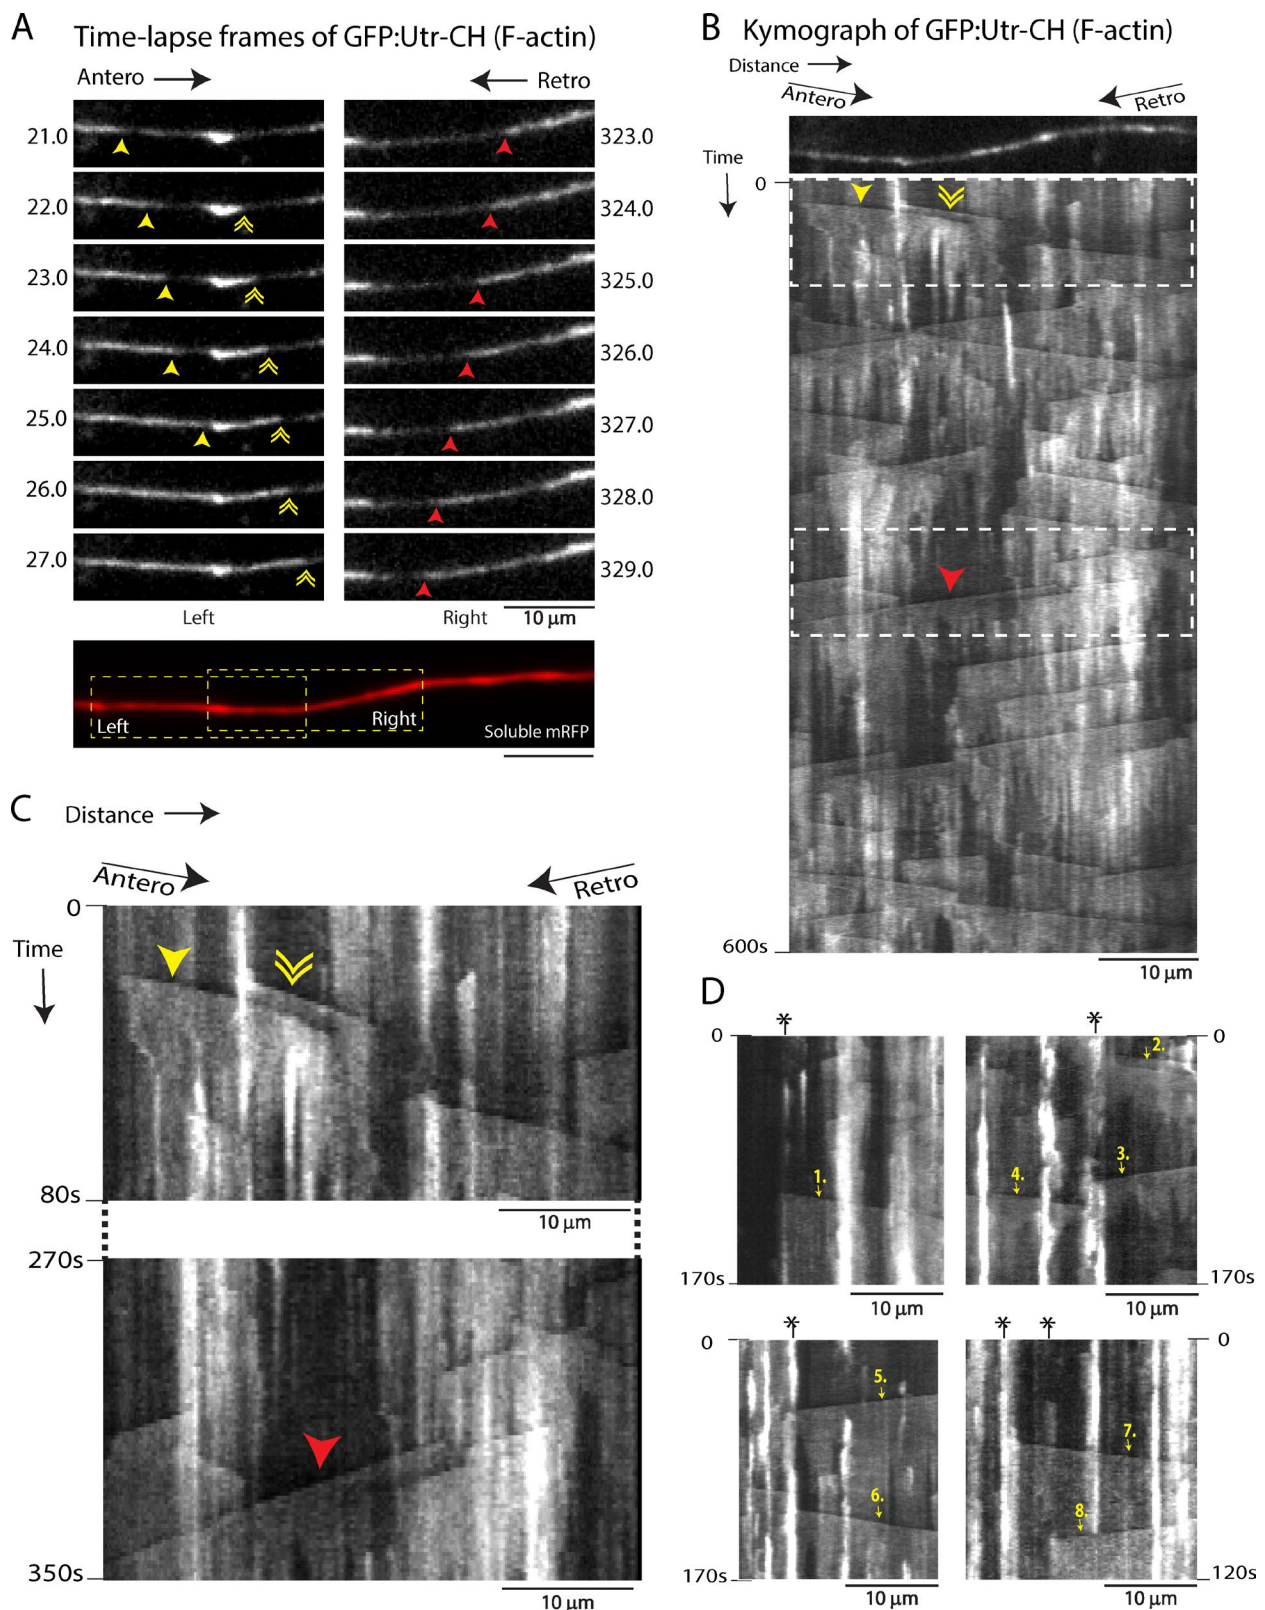 A
Time-lapse frames of GFP:Utr-CH (F-actin)
Antero
Retro
21.0
323.0
22.0
324.0
23.0
325.0
24.0
326.0
25.0
327.0
26.0
328.0
27.0
329.0
Left
Right
10 μm
Left
Right
Soluble mRFP
B
Kymograph of GFP:Utr-CH (F-actin)
Distance
Antero
Retro
Time
0
600s
10 μm
C
Distance
Antero
Retro
0
Time
80s
10 μm
270s
350s
10 μm
D
*
*
0
0
1.
2.
3.
4.
170s
170s
10 μm
10 μm
*
* *
0
0
5.
6.
7.
8.
170s
120s
10 μm
10 μm